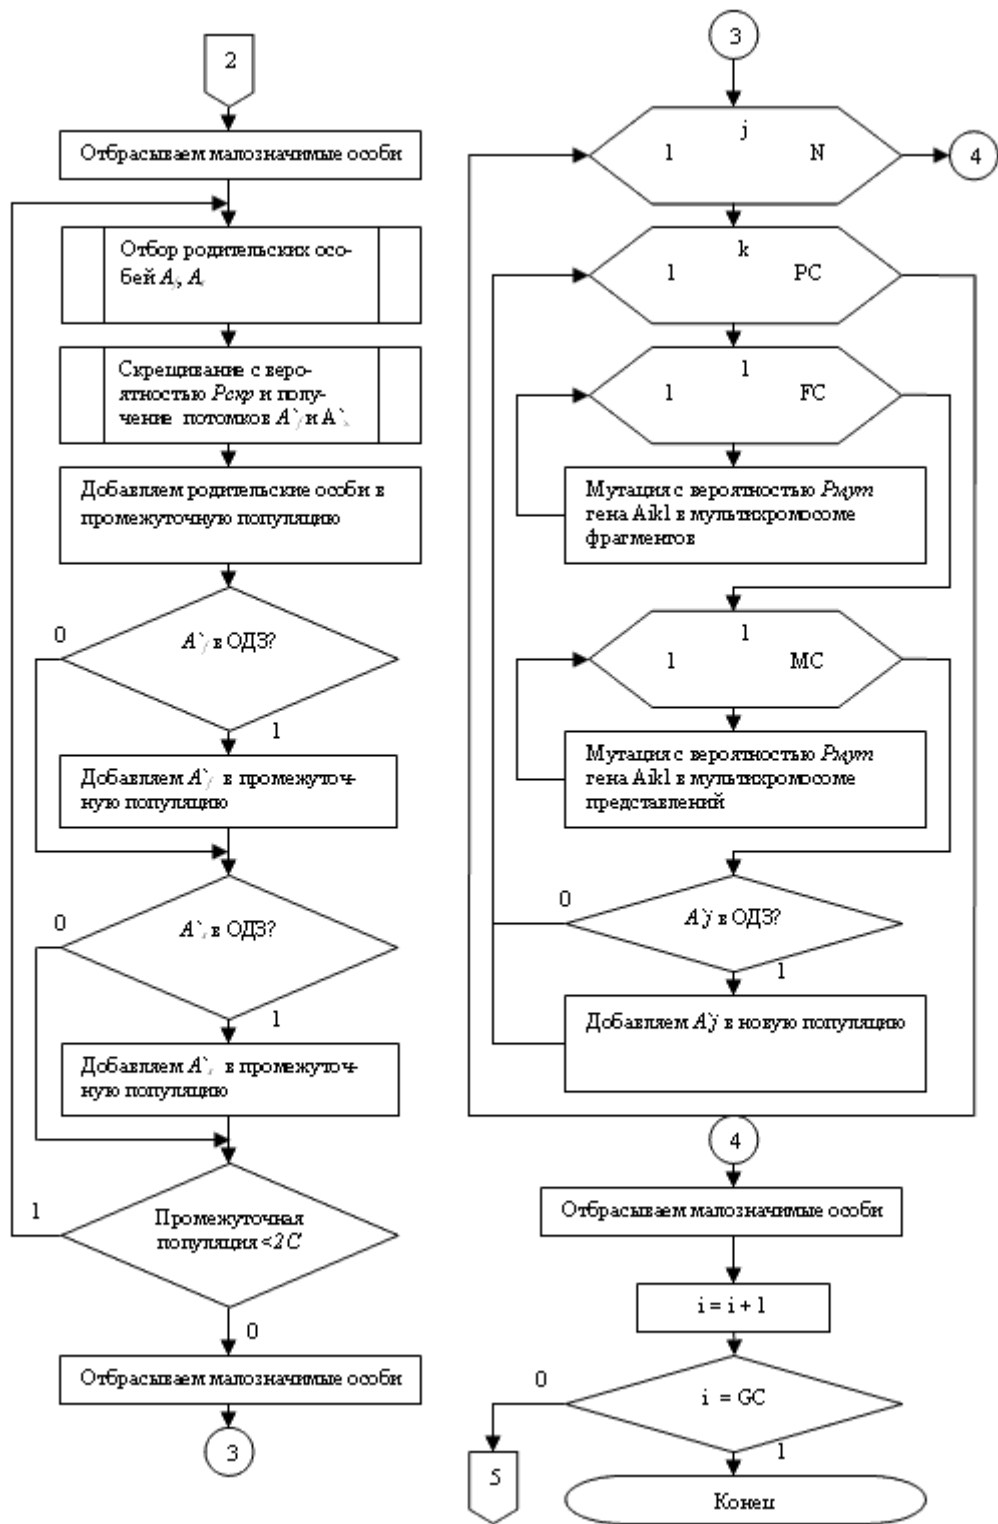 2
Отбрасываем малозначимые особи
Отбор родительских осо-
бей A
Скрещивание с веро-
ятностью Pскр и полу-
чение потомков A`j и A`
Добавляем родительские особи в
промежуточную популяцию
A`j в ОДЗ?
0
1
Добавляем A`j в промежуточ-
ную популяцию
A` в ОДЗ?
0
1
Добавляем A` в промежуточ-
ную популяцию
Промежуточная
популяция <2C
1
0
Отбрасываем малозначимые особи
3
3
j
1 N
4
k
1 PC
1
1 FC
Мутация с вероятностью Pмут
гена Aikl в мультихромосоме
фрагментов
1
1 MC
Мутация с вероятностью Pмут
гена Aikl в мультихромосоме
представлений
0
A`j в ОДЗ?
1
Добавляем A`j в новую популяцию
4
Отбрасываем малозначимые особи
i = i + 1
0
i = GC
1
5
Конец